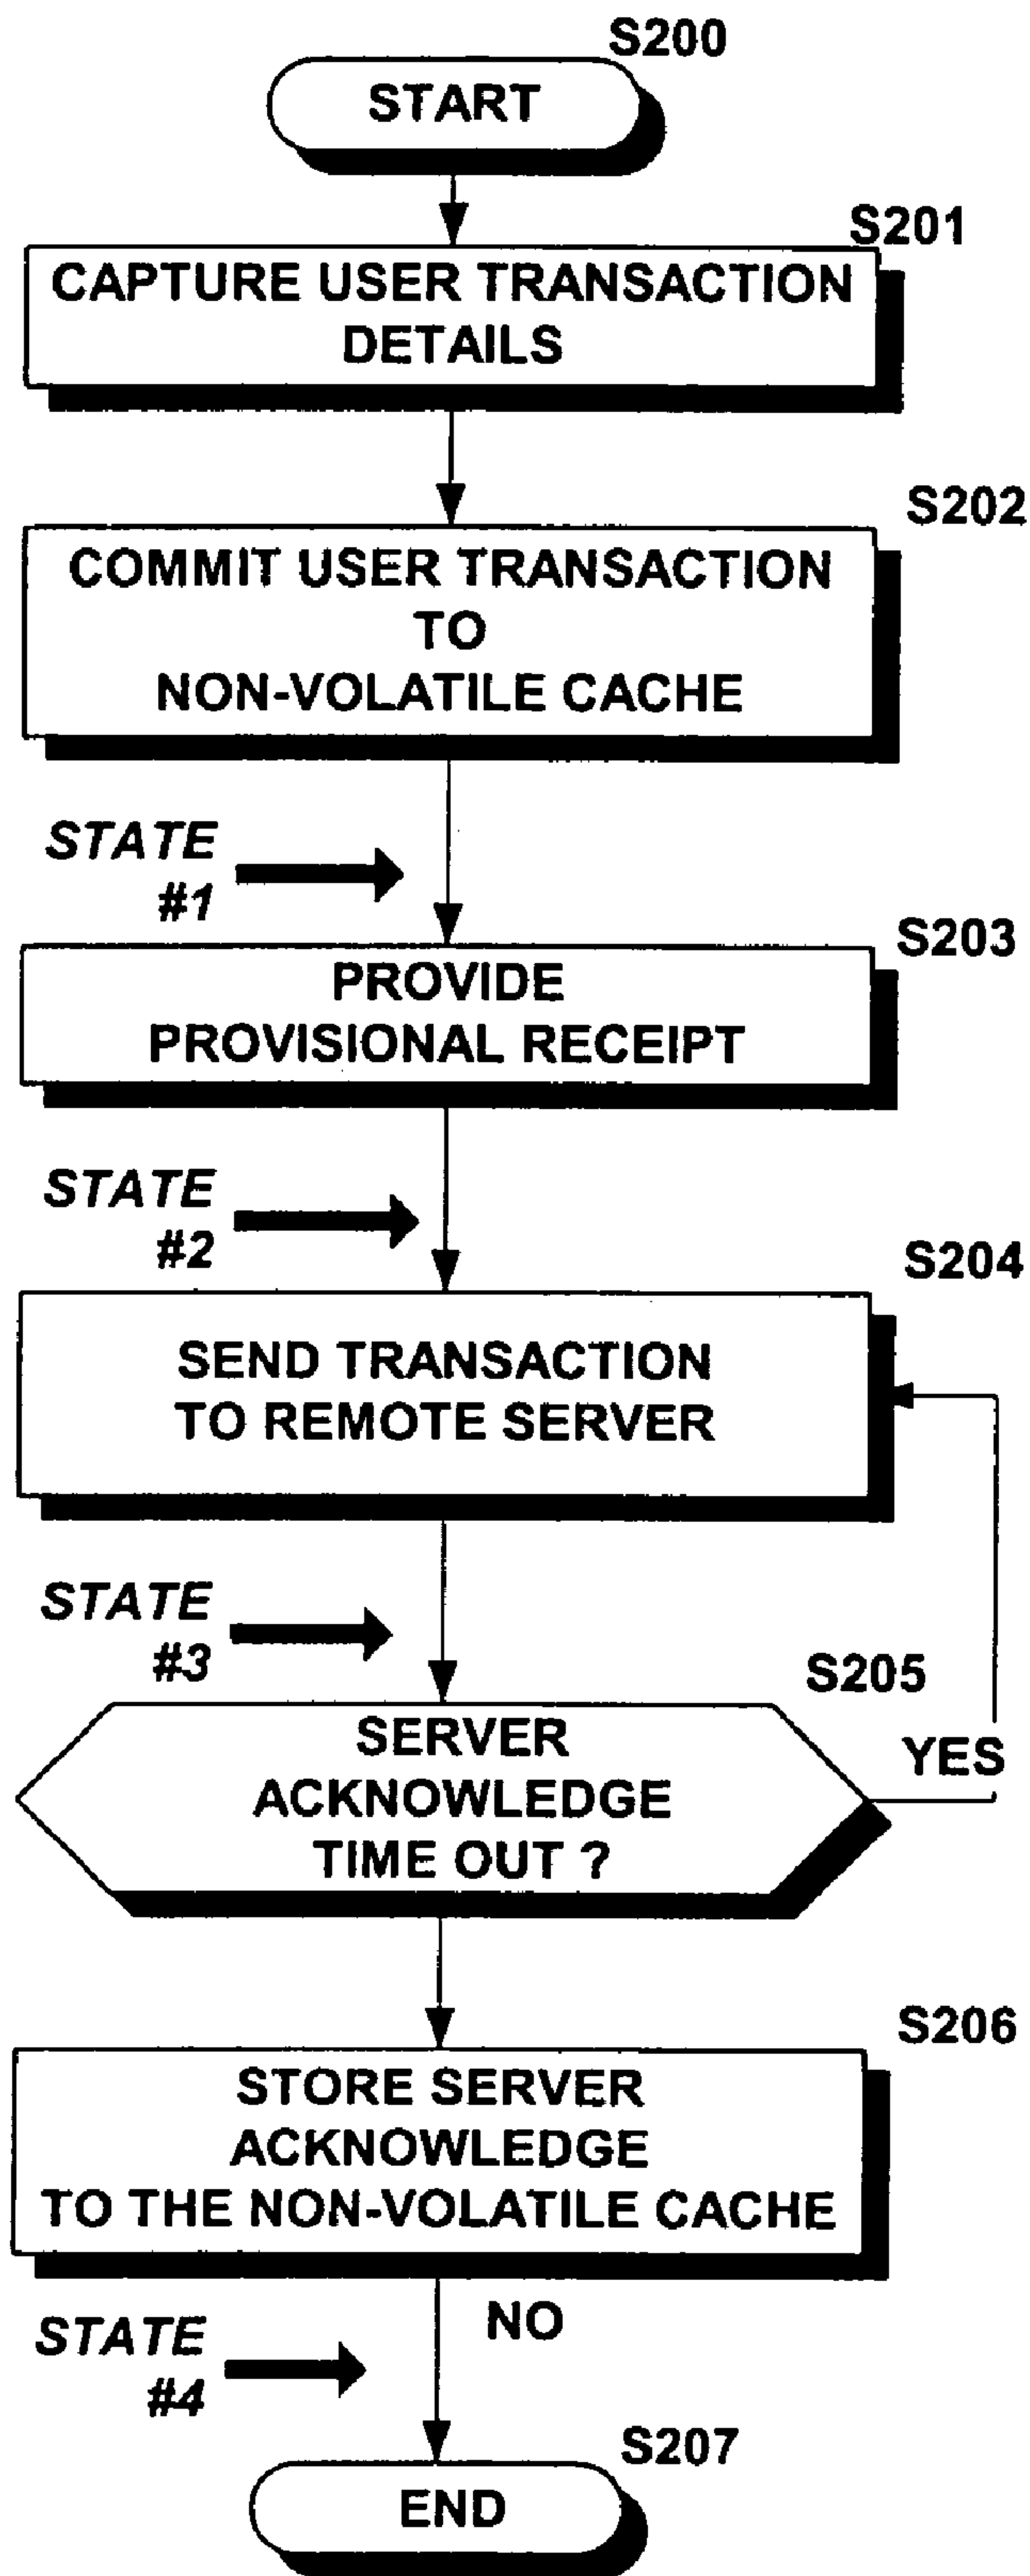 S200
START
S201
CAPTURE USER TRANSACTION
DETAILS
S202
COMMIT USER TRANSACTION
TO
NON-VOLATILE CACHE
STATE
#1
S203
PROVIDE
PROVISIONAL RECEIPT
STATE
#2
S204
SEND TRANSACTION
TO REMOTE SERVER
STATE
#3
S205
SERVER
ACKNOWLEDGE
TIME OUT ?
YES
S206
STORE SERVER
ACKNOWLEDGE
TO THE NON-VOLATILE CACHE
NO
STATE
#4
S207
END